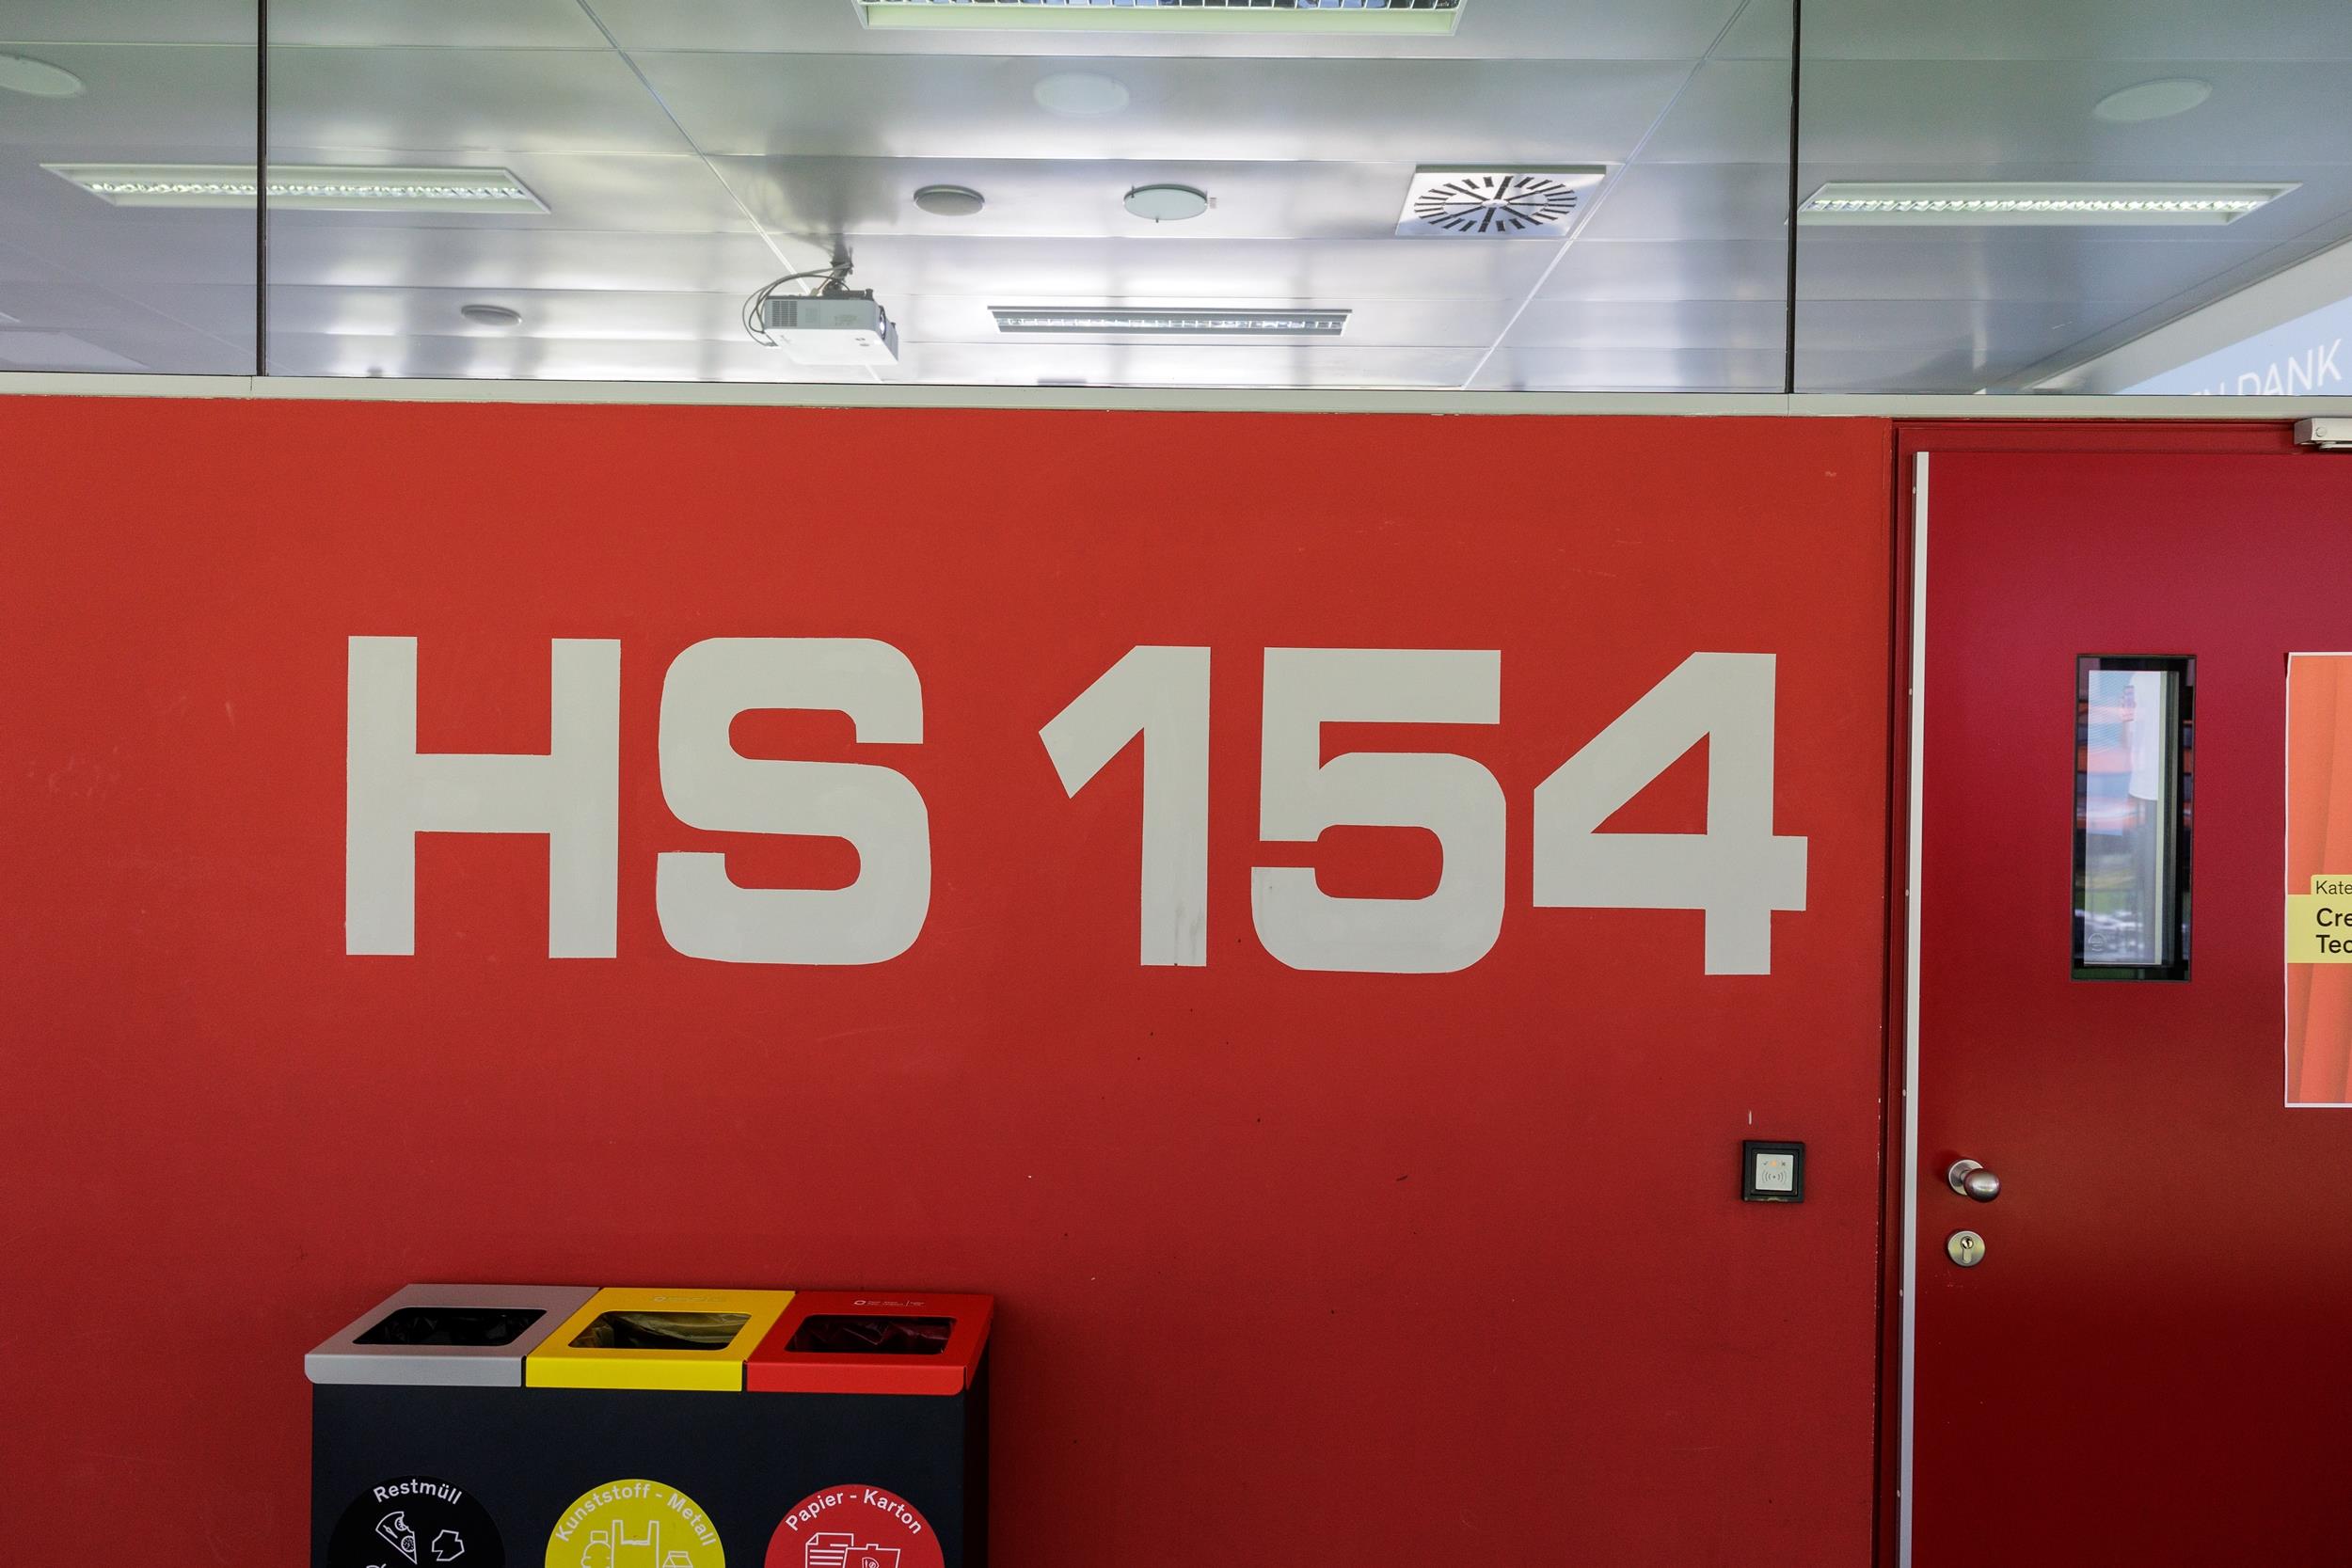 DANK
HS 154
Kate
Cre
Tec
Restmüll
Kunststoff - Metall
Papier - Karton